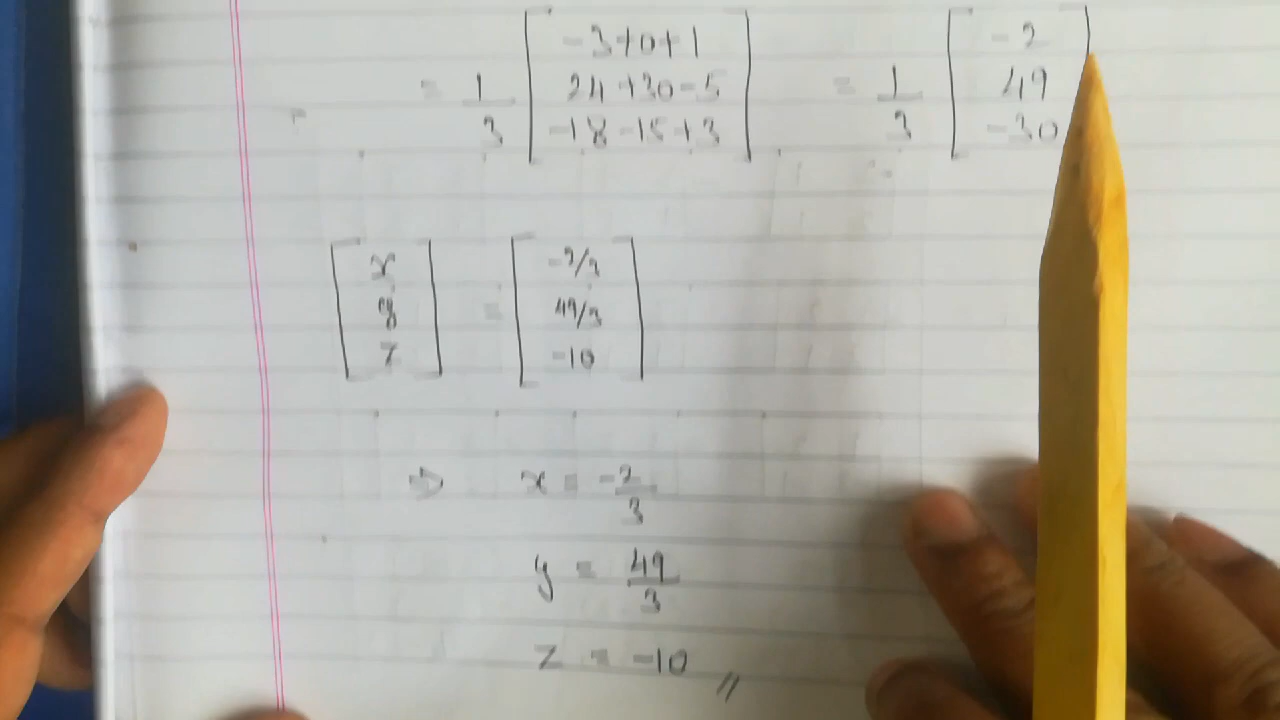 = 1/3 [ -3+0+1 ] = 1/3 [ -2 ]
[ 24+30-5 ] [ 49 ]
[ -18-15+3 ] [ -30 ]
[ x ] = [ -2/3 ]
[ y ] [ 49/3 ]
[ z ] [ -10 ]
⇒ x = -2/3
y = 49/3
z = -10 //